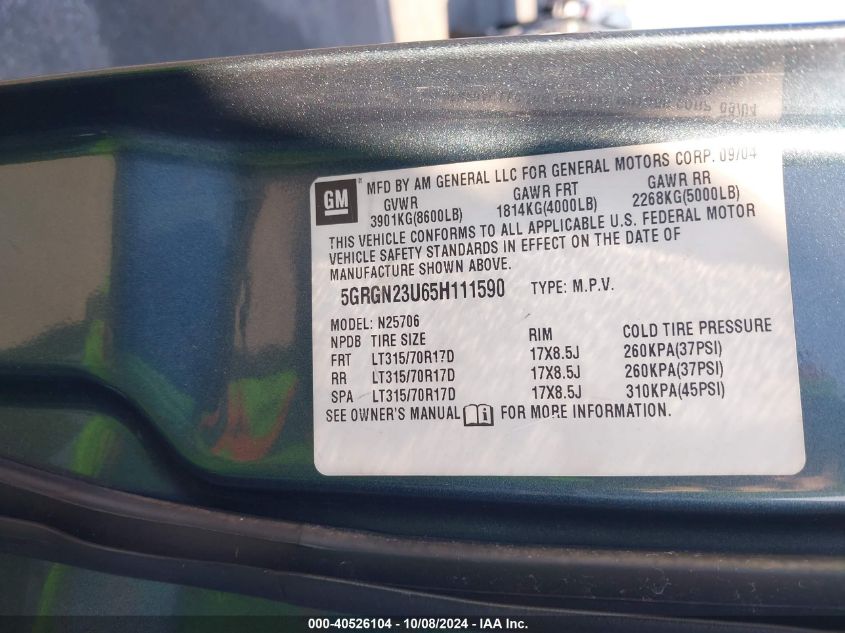 GM
MFD BY AM GENERAL LLC FOR GENERAL MOTORS CORP. 09/04
GVWR GAWR FRT GAWR RR
3901KG(8600LB) 1814KG(4000LB) 2268KG(5000LB)
THIS VEHICLE CONFORMS TO ALL APPLICABLE U.S. FEDERAL MOTOR
VEHICLE SAFETY STANDARDS IN EFFECT ON THE DATE OF
MANUFACTURE SHOWN ABOVE.
5GRGN23U65H111590 TYPE: M.P.V.
MODEL: N25706
NPDB TIRE SIZE RIM COLD TIRE PRESSURE
FRT LT315/70R17D 17X8.5J 260KPA(37PSI)
RR LT315/70R17D 17X8.5J 260KPA(37PSI)
SPA LT315/70R17D 17X8.5J 310KPA(45PSI)
SEE OWNER'S MANUAL FOR MORE INFORMATION.
000-40526104 - 10/08/2024 - IAA Inc.